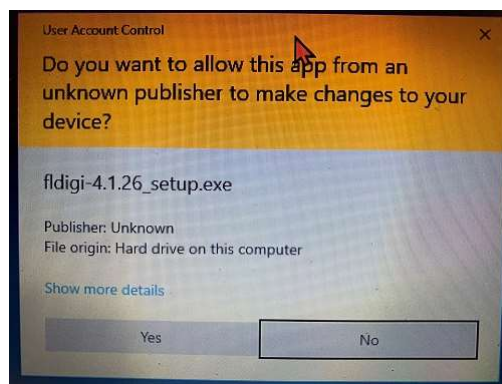 User Account Control
Do you want to allow this app from an
unknown publisher to make changes to your
device?
fldigi-4.1.26_setup.exe
Publisher: Unknown
File origin: Hard drive on this computer
Show more details
Yes
No